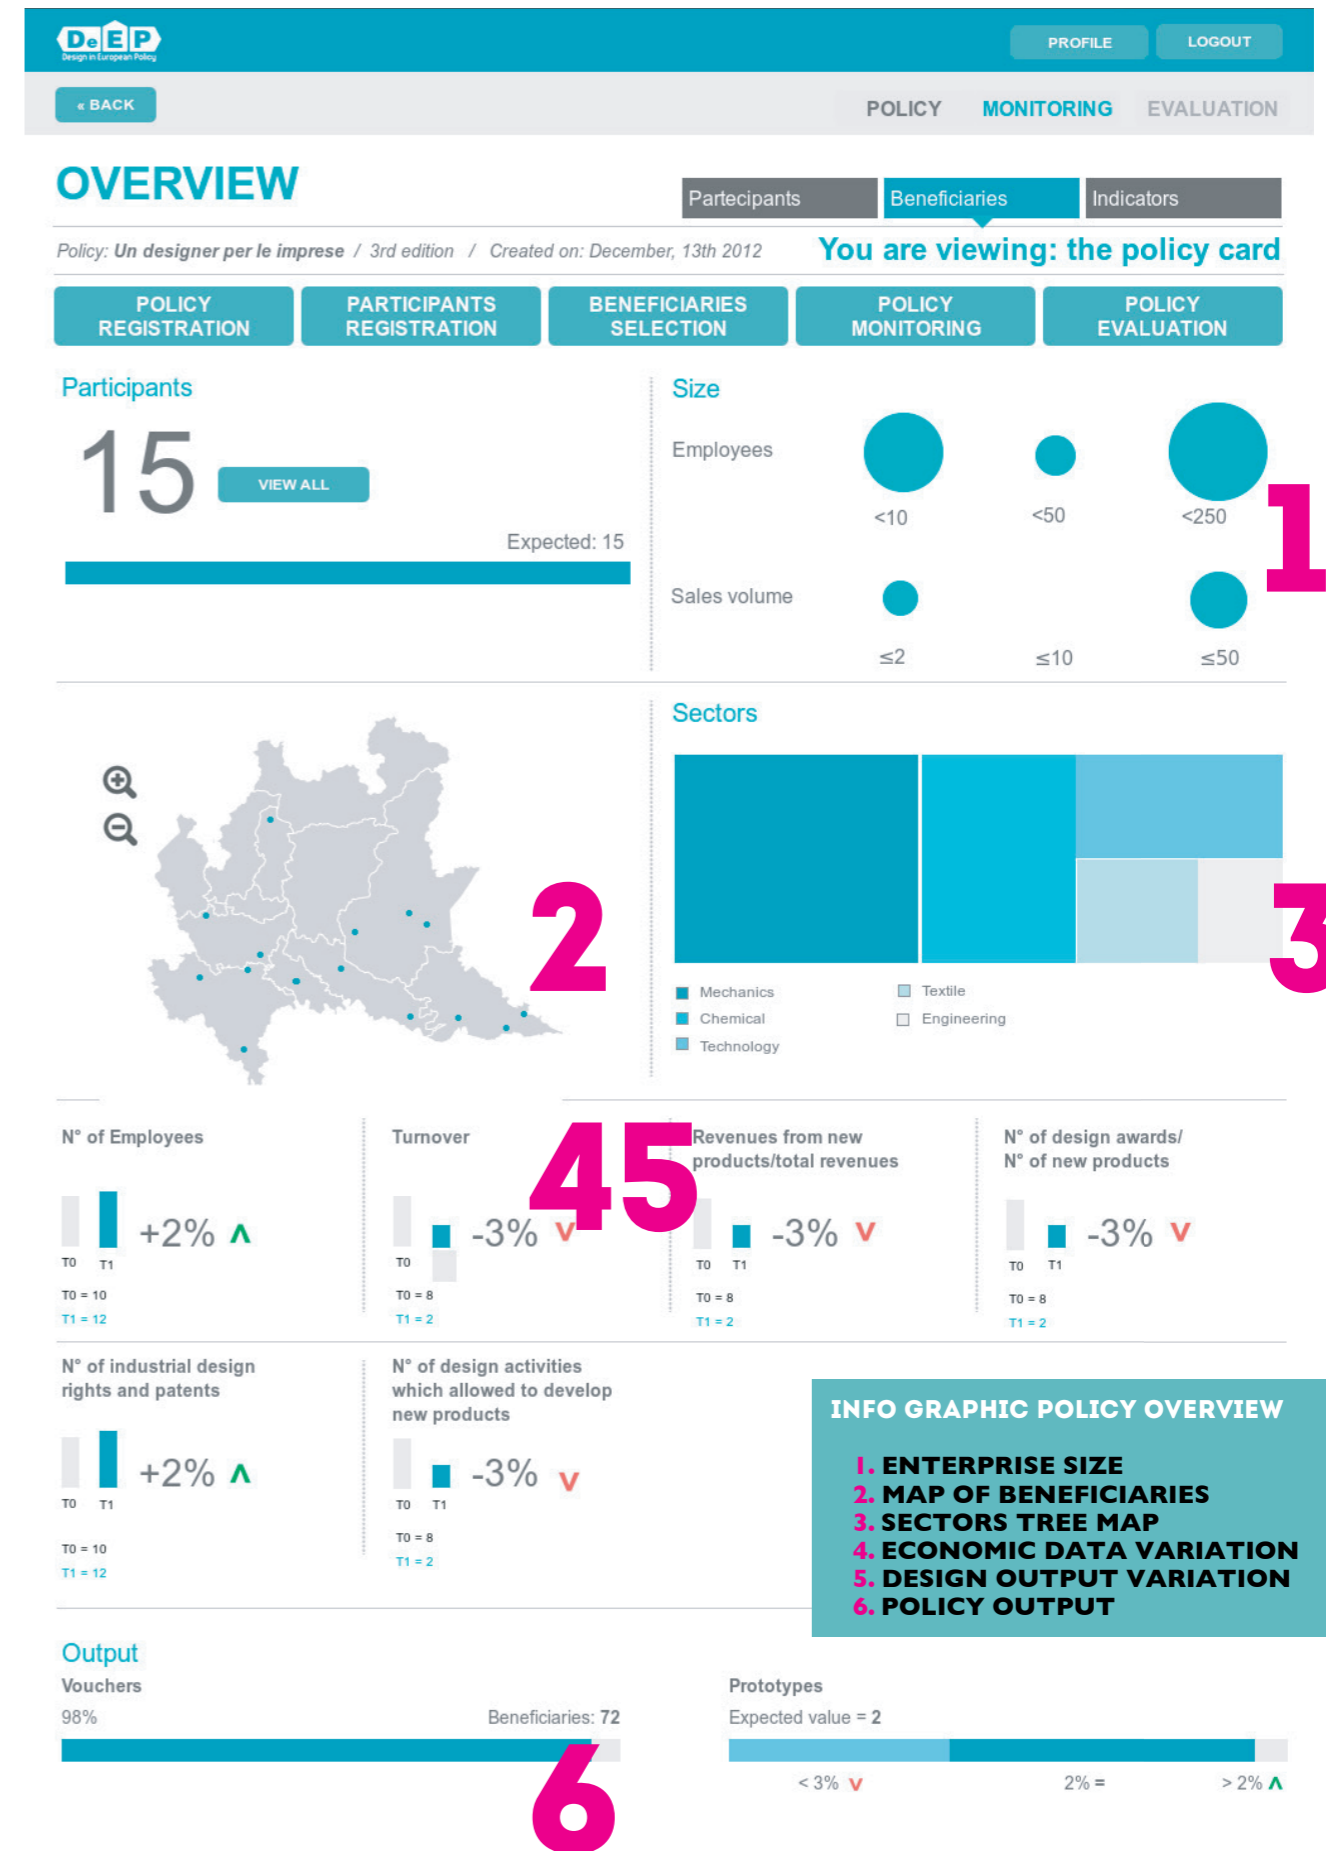 DeEP
Design in European Policy
PROFILE
LOGOUT
« BACK
POLICY
MONITORING
EVALUATION
OVERVIEW
Partecipants
Beneficiaries
Indicators
Policy: Un designer per le imprese / 3rd edition / Created on: December, 13th 2012
You are viewing: the policy card
POLICY
REGISTRATION
PARTICIPANTS
REGISTRATION
BENEFICIARIES
SELECTION
POLICY
MONITORING
POLICY
EVALUATION
Participants
15
VIEW ALL
Expected: 15
Size
Employees
<10
<50
<250
1
Sales volume
≤2
≤10
≤50
2
Sectors
3
Mechanics
Chemical
Technology
Textile
Engineering
N° of Employees
+2%
T0 T1
T0 = 10
T1 = 12
Turnover
45
-3%
T0
T0 = 8
T1 = 2
Revenues from new
products/total revenues
-3%
T0 T1
T0 = 8
T1 = 2
N° of design awards/
N° of new products
-3%
T0 T1
T0 = 8
T1 = 2
N° of industrial design
rights and patents
+2%
T0 T1
T0 = 10
T1 = 12
N° of design activities
which allowed to develop
new products
-3%
T0 T1
T0 = 8
T1 = 2
INFO GRAPHIC POLICY OVERVIEW
1. ENTERPRISE SIZE
2. MAP OF BENEFICIARIES
3. SECTORS TREE MAP
4. ECONOMIC DATA VARIATION
5. DESIGN OUTPUT VARIATION
6. POLICY OUTPUT
Output
Vouchers
98%
Beneficiaries: 72
6
Prototypes
Expected value = 2
< 3%
2% =
> 2%